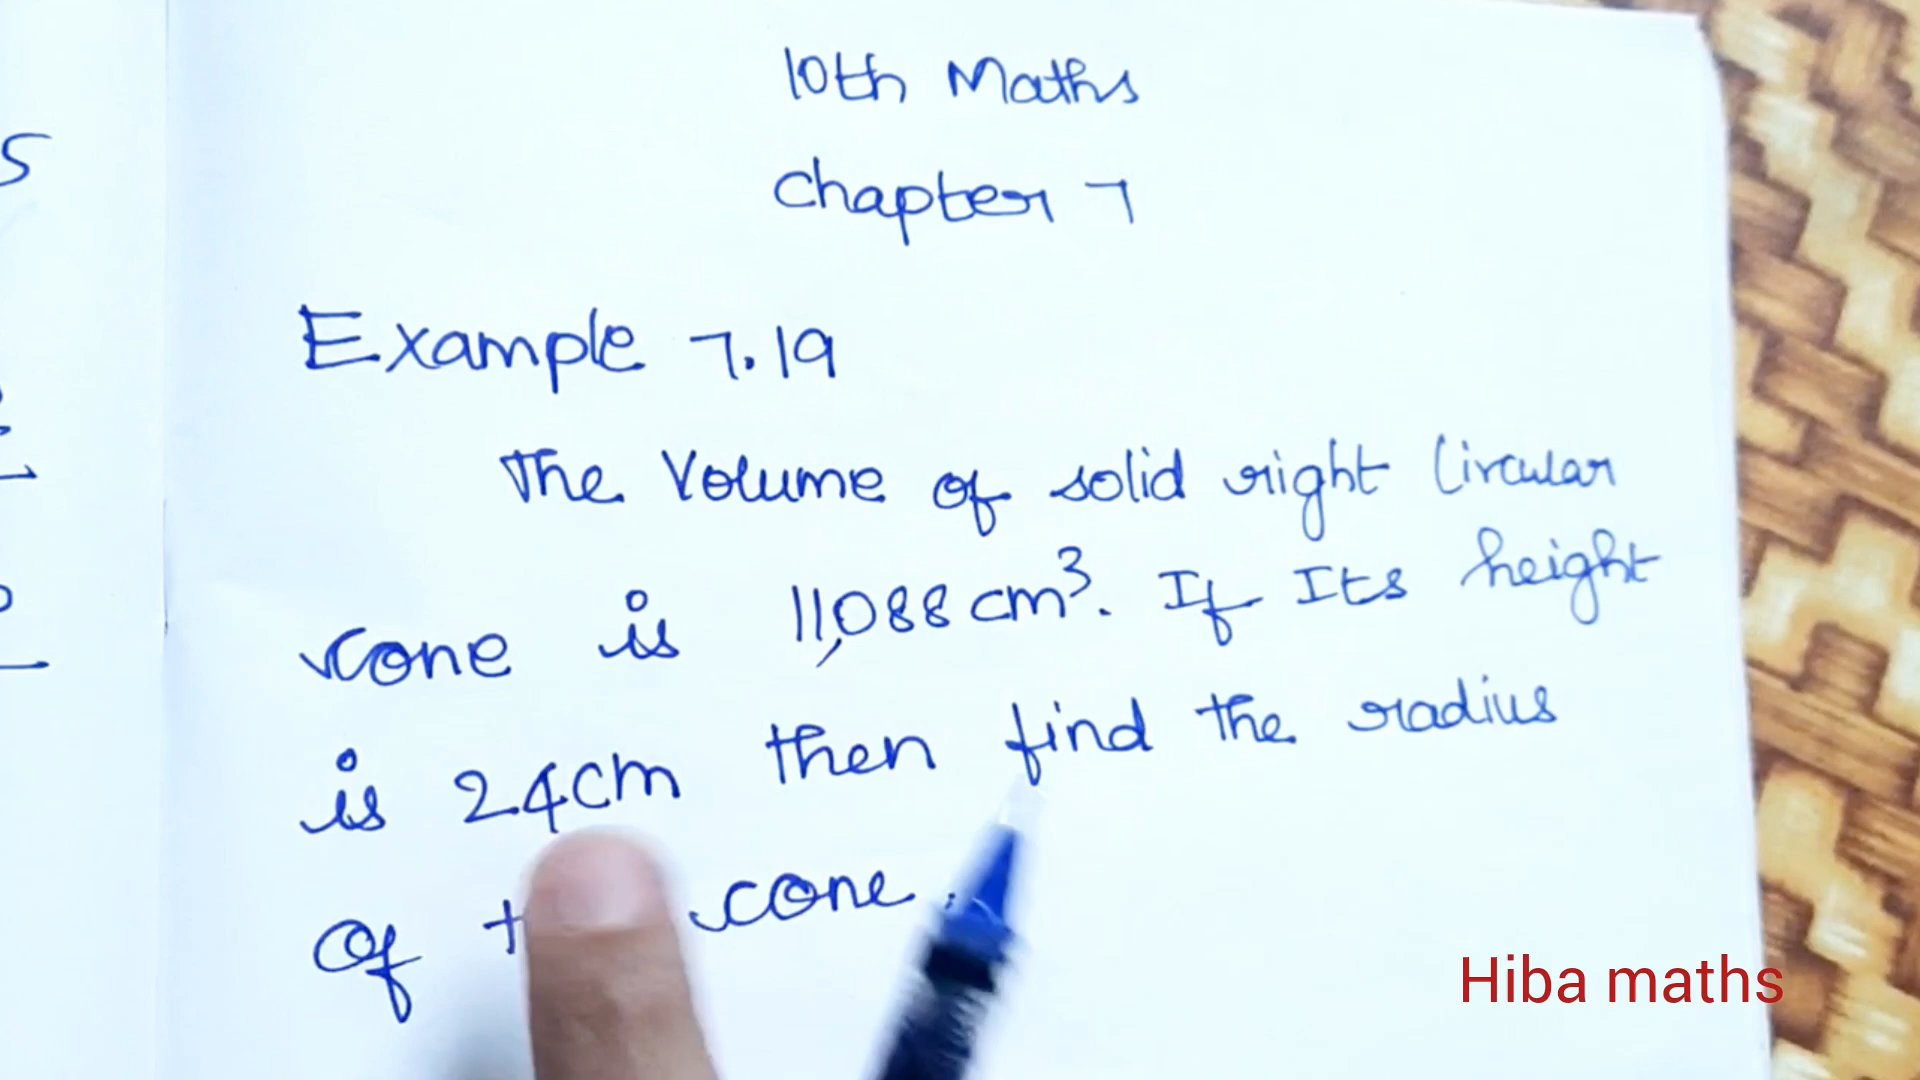 10th Maths
Chapter 7
Example 7.19
The Volume of solid right Circular
cone is 11,088 cm³. If Its height
is 24cm then find the radius
of cone.
Hiba maths